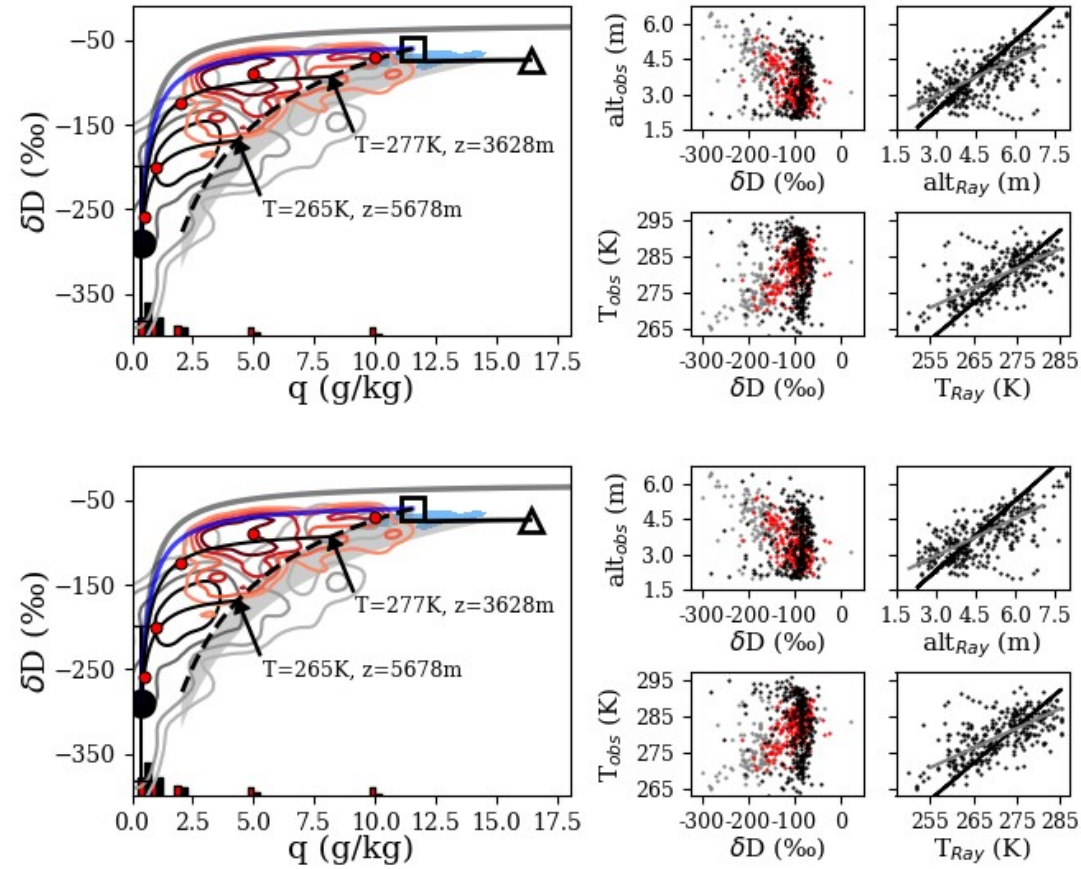 −50
−150
−250
−350
δD (‰)
T=277K, z=3628m
T=265K, z=5678m
0.0 2.5 5.0 7.5 10.0 12.5 15.0 17.5
q (g/kg)
6.0
4.5
3.0
1.5
alt_obs (m)
-300 -200 -100 0
δD (‰)
1.5 3.0 4.5 6.0 7.5
alt_Ray (m)
295
285
275
265
T_obs (K)
-300 -200 -100 0
δD (‰)
255 265 275 285
T_Ray (K)
−50
−150
−250
−350
δD (‰)
T=277K, z=3628m
T=265K, z=5678m
0.0 2.5 5.0 7.5 10.0 12.5 15.0 17.5
q (g/kg)
6.0
4.5
3.0
1.5
alt_obs (m)
-300 -200 -100 0
δD (‰)
1.5 3.0 4.5 6.0 7.5
alt_Ray (m)
295
285
275
265
T_obs (K)
-300 -200 -100 0
δD (‰)
255 265 275 285
T_Ray (K)